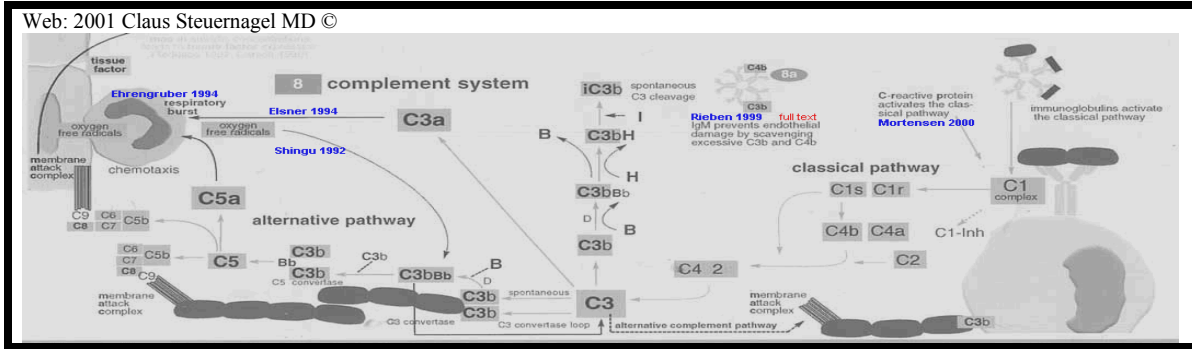 Web: 2001 Claus Steuernagel MD ©
tissue
factor
Ehrengruber 1994
respiratory
burst
oxygen
free radicals
oxygen
free radicals
Elsner 1994
Shingu 1992
8 complement system
C3a
membrane
attack
complex
chemotaxis
C5a
alternative pathway
C9
C8
C6
C7
C5b
C6
C7
C8
C5b
C9
C5
Bb
C3b
C3b
C5 convertase
C3b
C3bBb
B
D
C3b
C3b
C3 convertase
spontaneous
C3 convertase loop
C3
membrane
attack
complex
iC3b
spontaneous
C3 cleavage
I
B
C3bH
H
C3bBb
D
B
C3b
C4b
8a
C3b
Rieben 1999 full text
IgM prevents endothelial
damage by scavenging
excessive C3b and C4b
C-reactive protein
activates the clas-
sical pathway
Mortensen 2000
immunoglobulins activate
the classical pathway
classical pathway
C1s C1r
C1
complex
C1-Inh
C4b C4a
C2
C4 2
alternative complement pathway
membrane
attack
complex
C3b